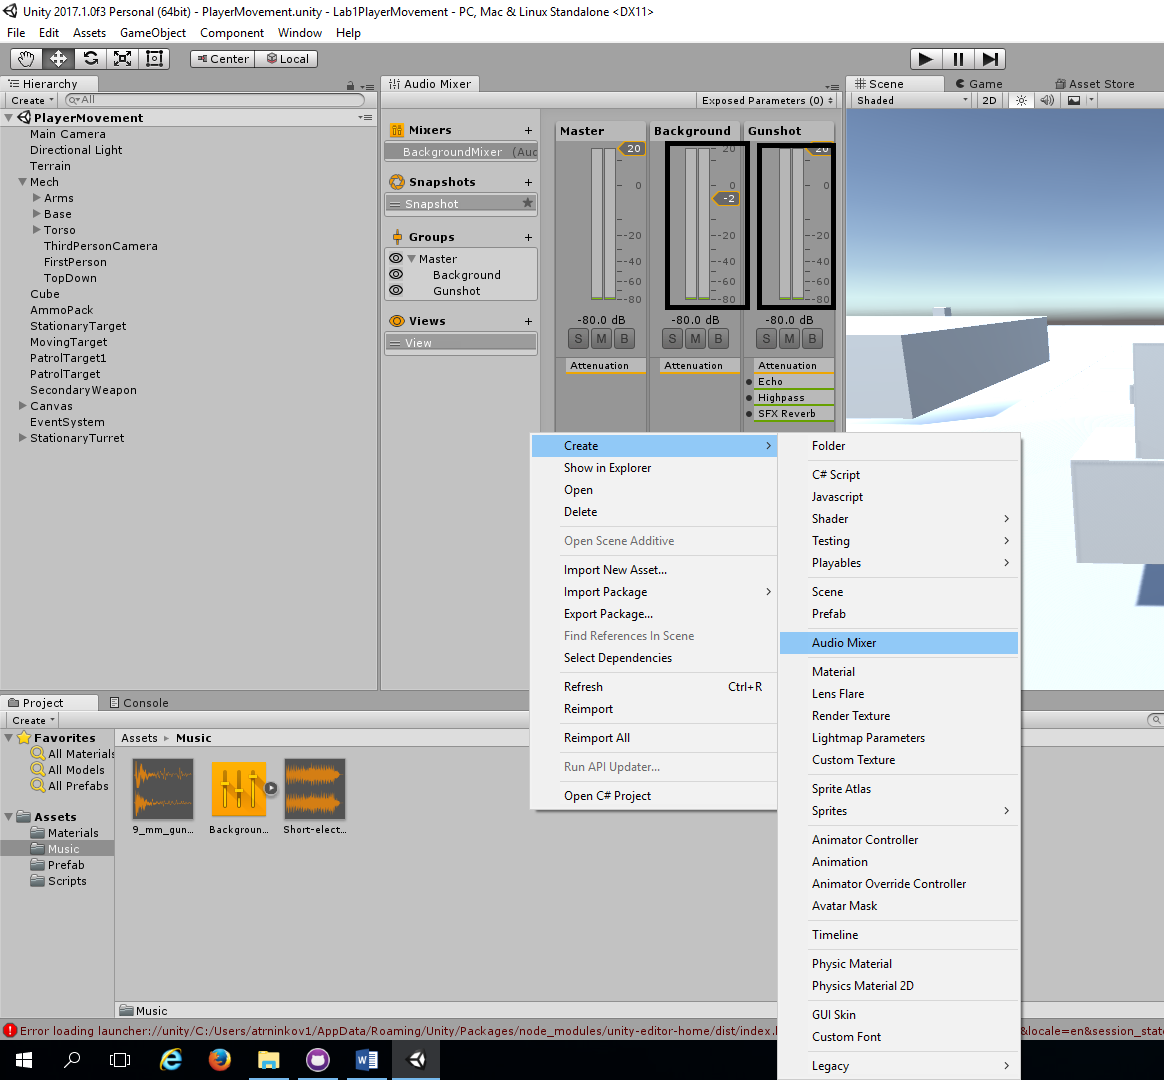 Unity 2017.1.0f3 Personal (64bit) - PlayerMovement.unity - Lab1PlayerMovement - PC, Mac & Linux Standalone <DX11>
File Edit Assets GameObject Component Window Help
Center Local
Hierarchy
Create All
PlayerMovement
Main Camera
Directional Light
Terrain
Mech
Arms
Base
Torso
ThirdPersonCamera
FirstPerson
TopDown
Cube
AmmoPack
StationaryTarget
MovingTarget
PatrolTarget1
PatrolTarget
SecondaryWeapon
Canvas
EventSystem
StationaryTurret
Audio Mixer
Exposed Parameters (0)
Mixers +
BackgroundMixer (Auc
Snapshots +
Snapshot
Groups +
Master
Background
Gunshot
Views +
View
Master Background Gunshot
20 20 20
0 0
-2
-20 -20
-40 -40
-60 -60
-80 -80
-80.0 dB -80.0 dB -80.0 dB
S M B S M B S M B
Attenuation Attenuation Attenuation
Echo
Highpass
SFX Reverb
Scene Game Asset Store
Shaded 2D
Create
Show in Explorer
Open
Delete
Open Scene Additive
Import New Asset...
Import Package
Export Package...
Find References In Scene
Select Dependencies
Refresh Ctrl+R
Reimport
Reimport All
Run API Updater...
Open C# Project
Folder
C# Script
Javascript
Shader
Testing
Playables
Scene
Prefab
Audio Mixer
Material
Lens Flare
Render Texture
Lightmap Parameters
Custom Texture
Sprite Atlas
Sprites
Animator Controller
Animation
Animator Override Controller
Avatar Mask
Timeline
Physic Material
Physics Material 2D
GUI Skin
Custom Font
Legacy
Project Console
Create
Favorites
All Materials
All Models
All Prefabs
Assets
Materials
Music
Prefab
Scripts
Assets Music
9_mm_gun... Backgroun... Short-elect...
Music
Error loading launcher://unity/C:/Users/atrninkov1/AppData/Roaming/Unity/Packages/node_modules/unity-editor-home/dist/index. &locale=en&session_stat